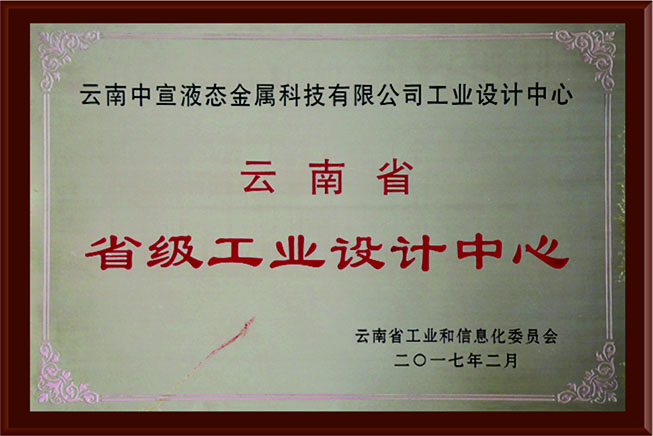 云南中宣液态金属科技有限公司工业设计中心
云南省
省级工业设计中心
云南省工业和信息化委员会
二〇一七年二月